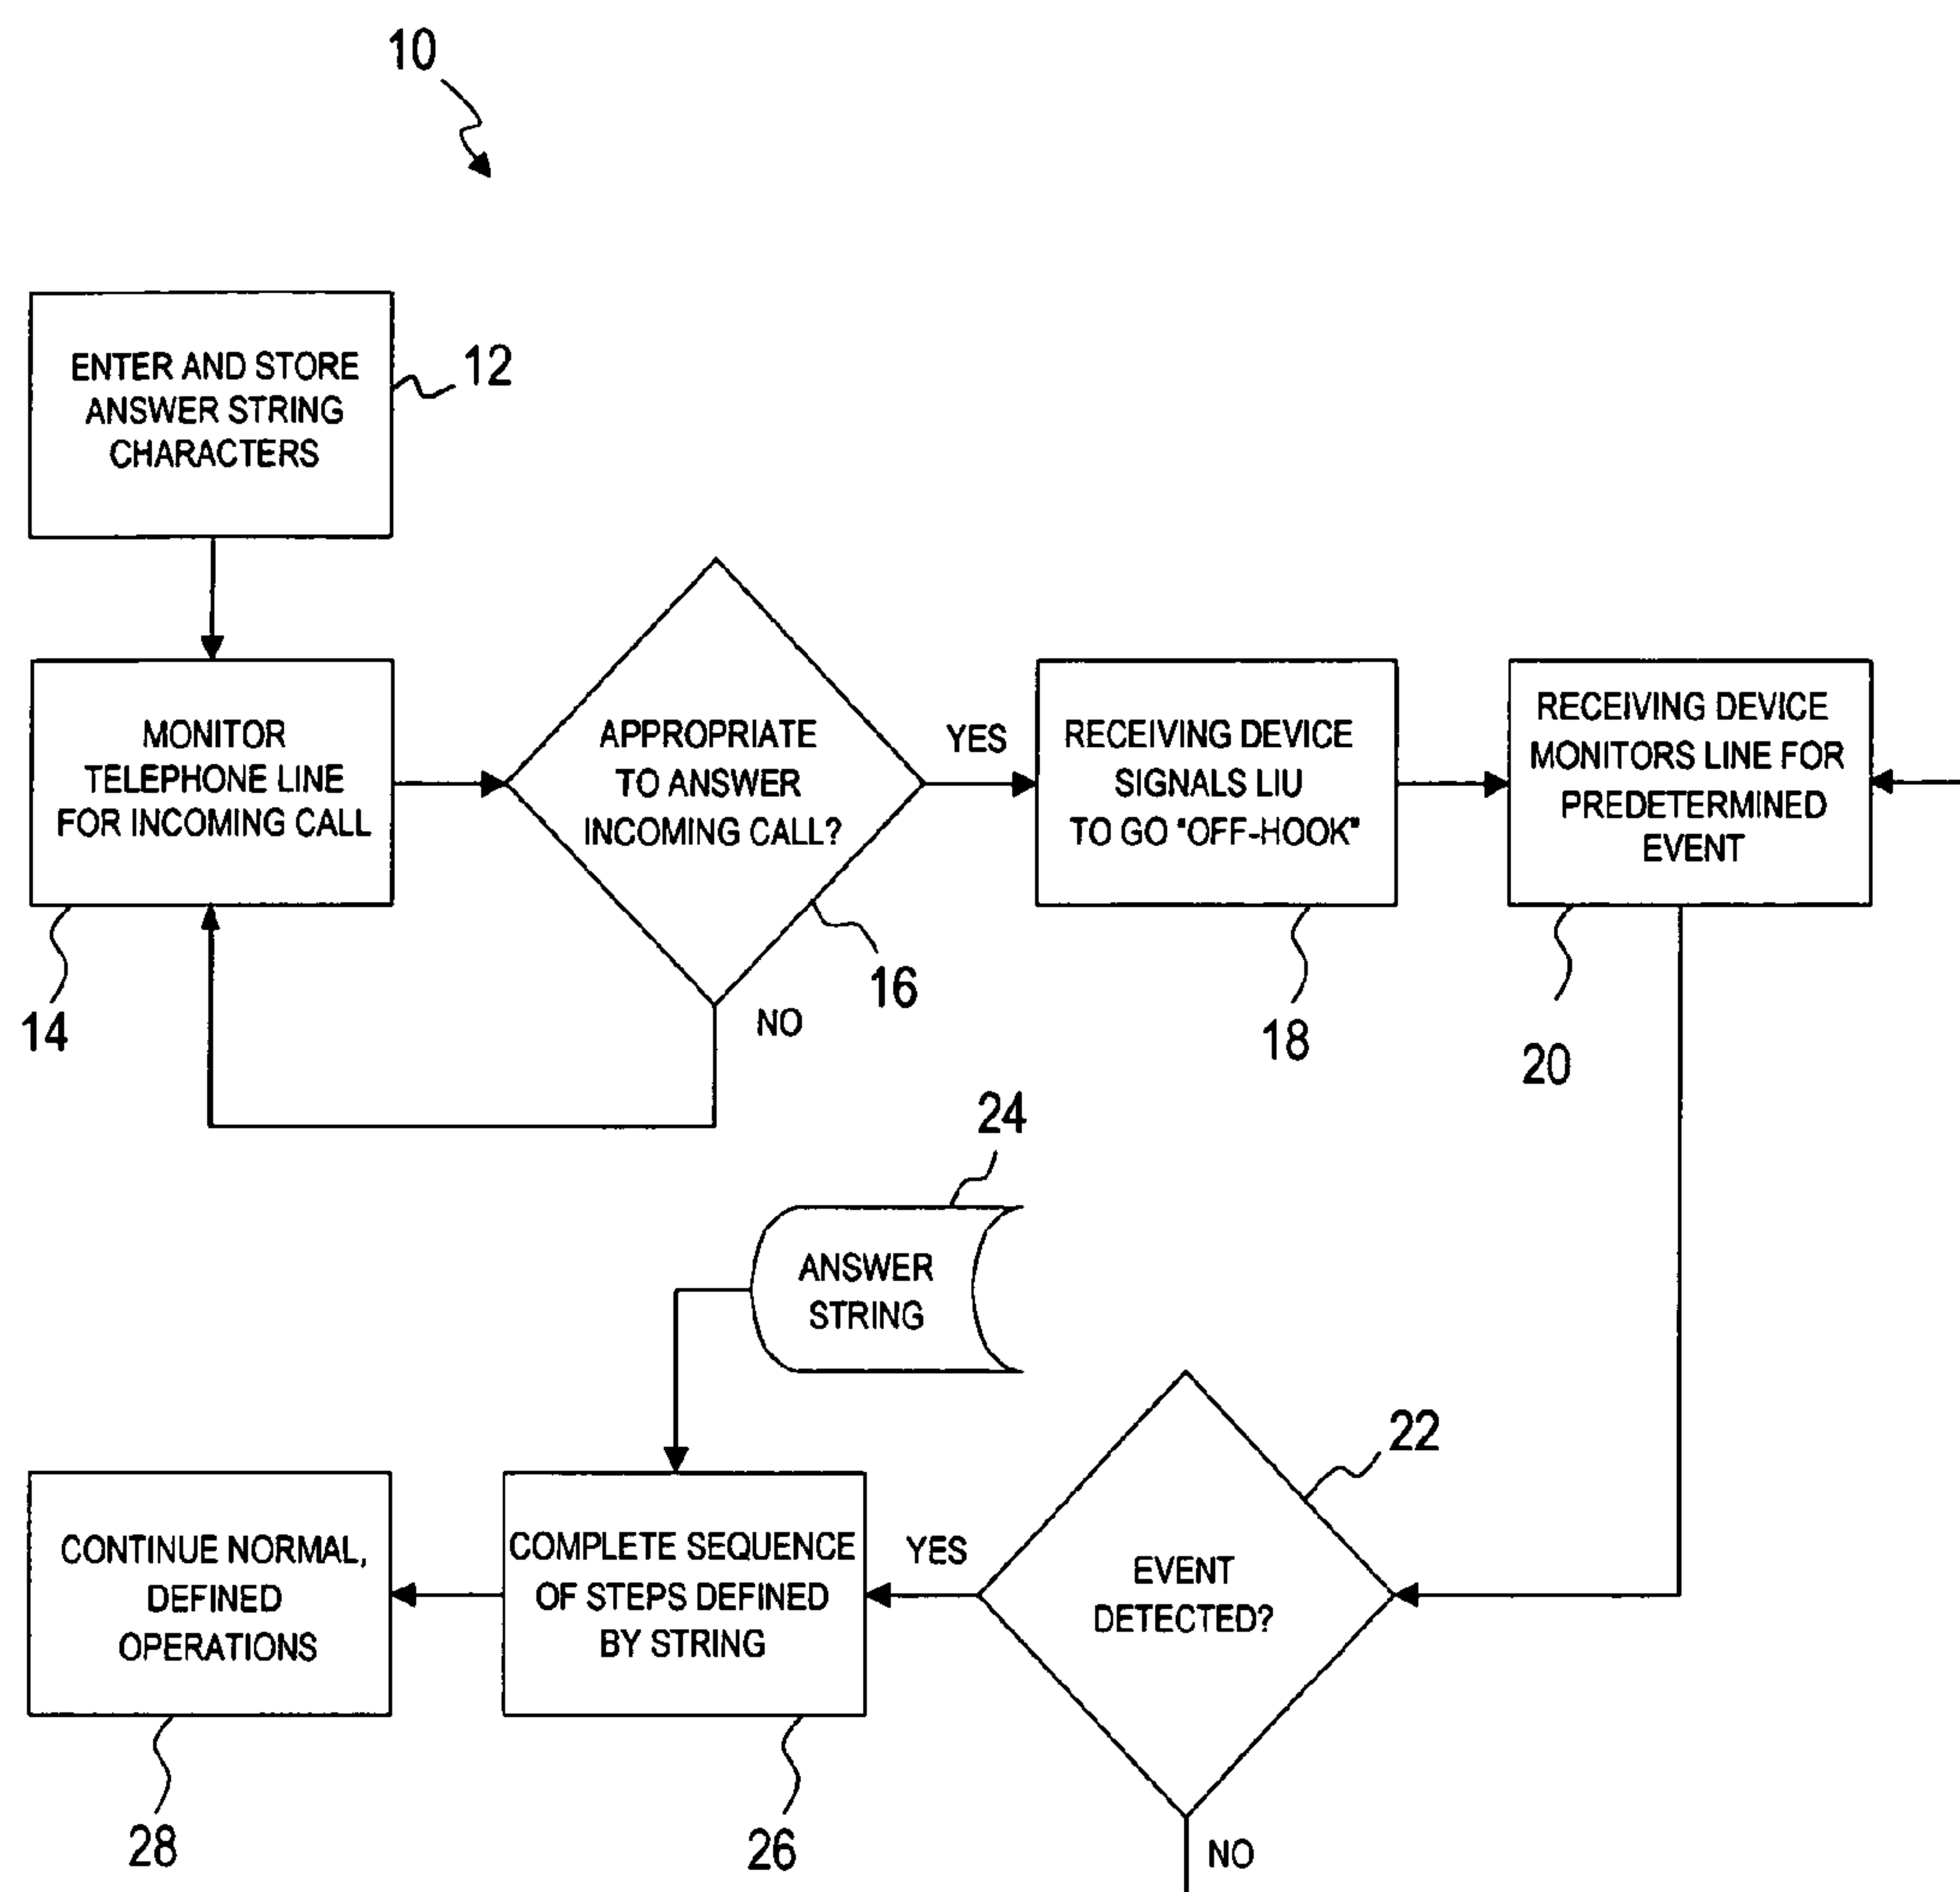 10
ENTER AND STORE
ANSWER STRING
CHARACTERS
12
MONITOR
TELEPHONE LINE
FOR INCOMING CALL
14
APPROPRIATE
TO ANSWER
INCOMING CALL?
16
YES
NO
RECEIVING DEVICE
SIGNALS LIU
TO GO "OFF-HOOK"
18
RECEIVING DEVICE
MONITORS LINE FOR
PREDETERMINED
EVENT
20
24
ANSWER
STRING
22
EVENT
DETECTED?
YES
NO
COMPLETE SEQUENCE
OF STEPS DEFINED
BY STRING
26
CONTINUE NORMAL,
DEFINED
OPERATIONS
28